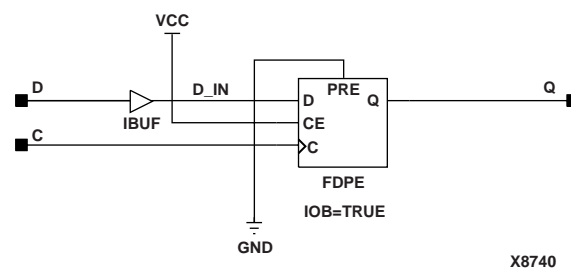 VCC
D
IBUF
D_IN
D
PRE
Q
CE
C
C
Q
FDPE
IOB=TRUE
GND
X8740